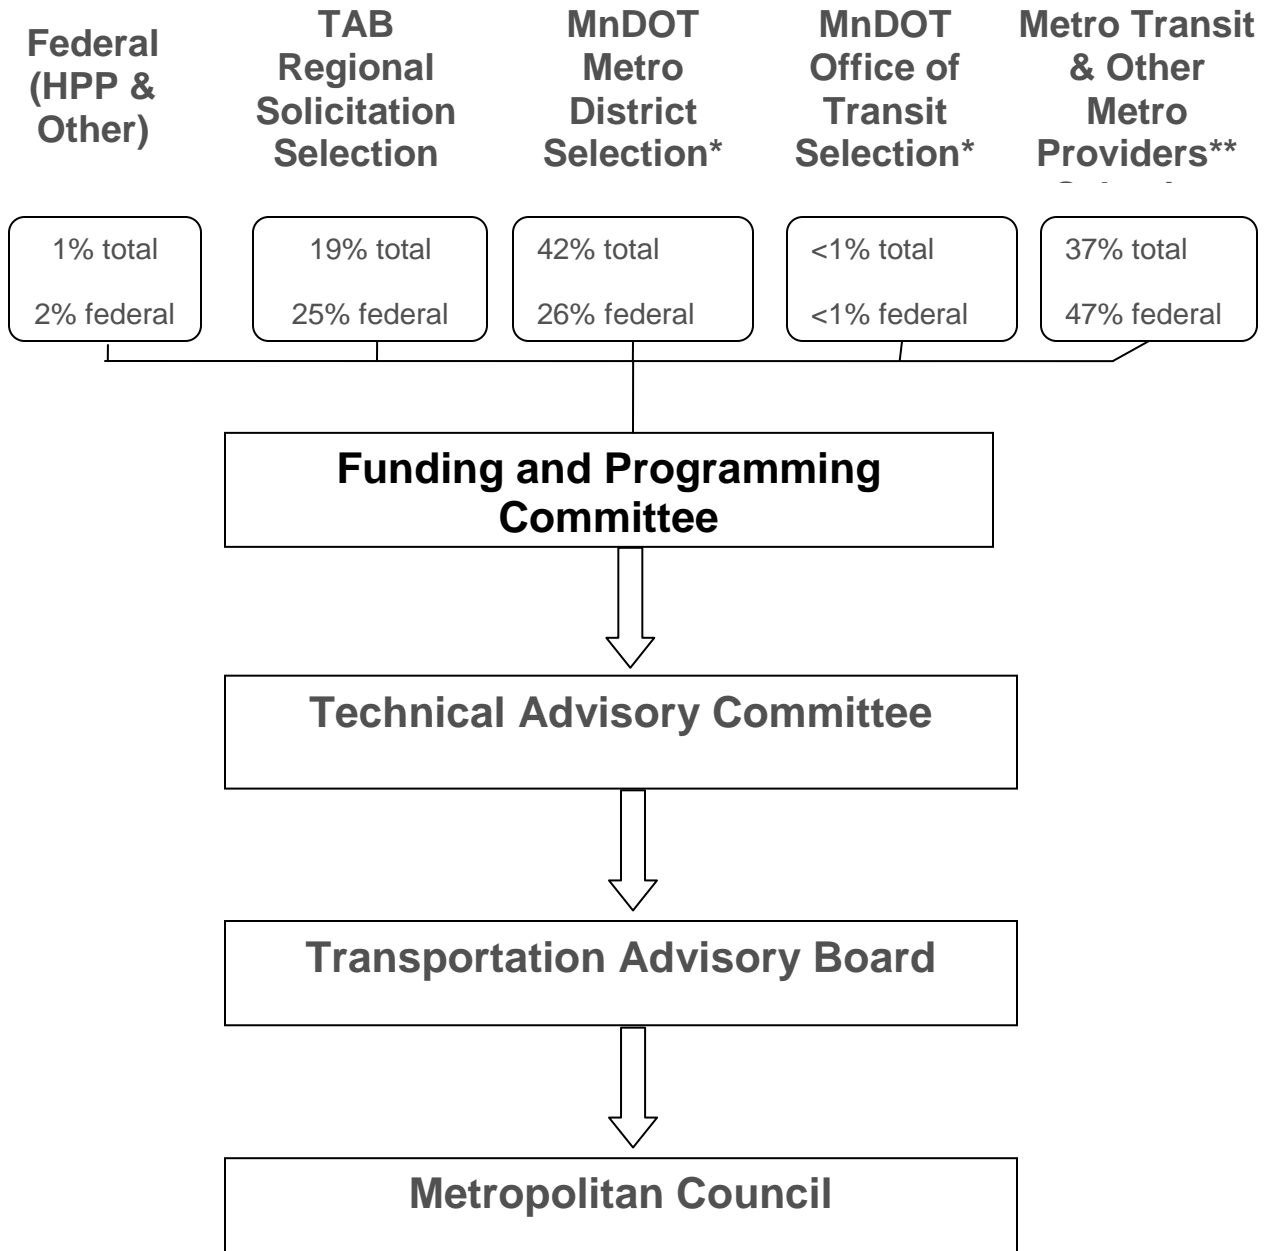 Federal
(HPP &
Other)
TAB
Regional
Solicitation
Selection
MnDOT
Metro
District
Selection*
MnDOT
Office of
Transit
Selection*
Metro Transit
& Other
Metro
Providers**
1% total
2% federal
19% total
25% federal
42% total
26% federal
<1% total
<1% federal
37% total
47% federal
Funding and Programming
Committee
Technical Advisory Committee
Transportation Advisory Board
Metropolitan Council